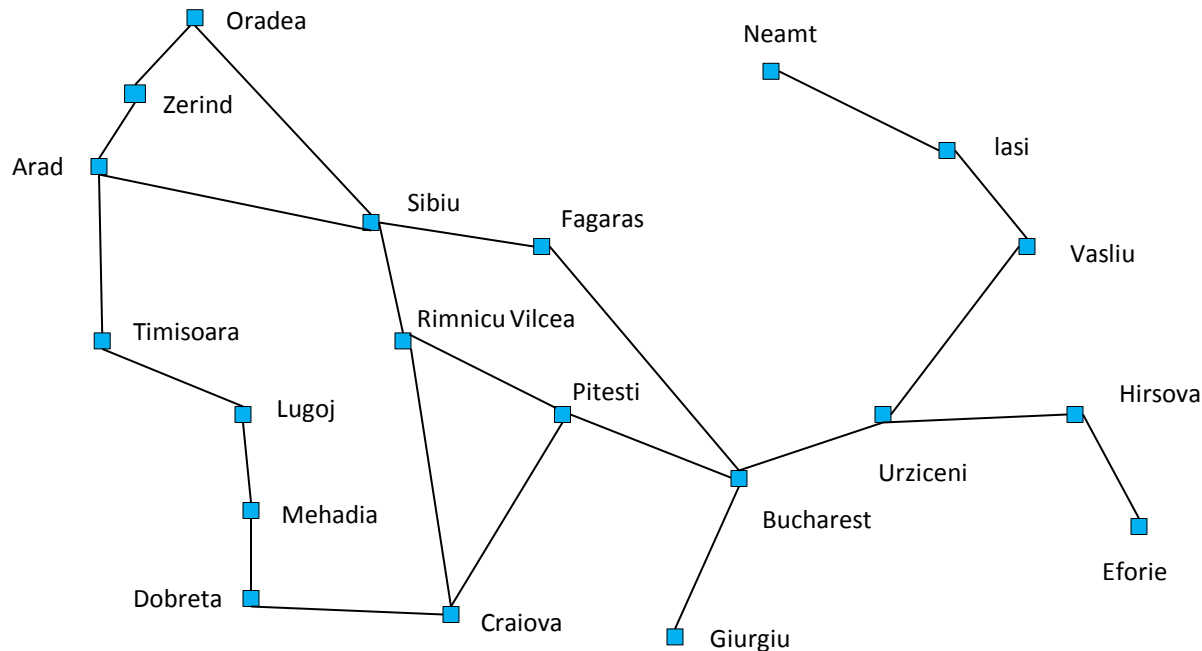 Oradea
Neamt
Zerind
Iasi
Arad
Sibiu
Fagaras
Vasliu
Rimnicu Vilcea
Timisoara
Pitesti
Hirsova
Lugoj
Urziceni
Mehadia
Bucharest
Eforie
Dobreta
Craiova
Giurgiu